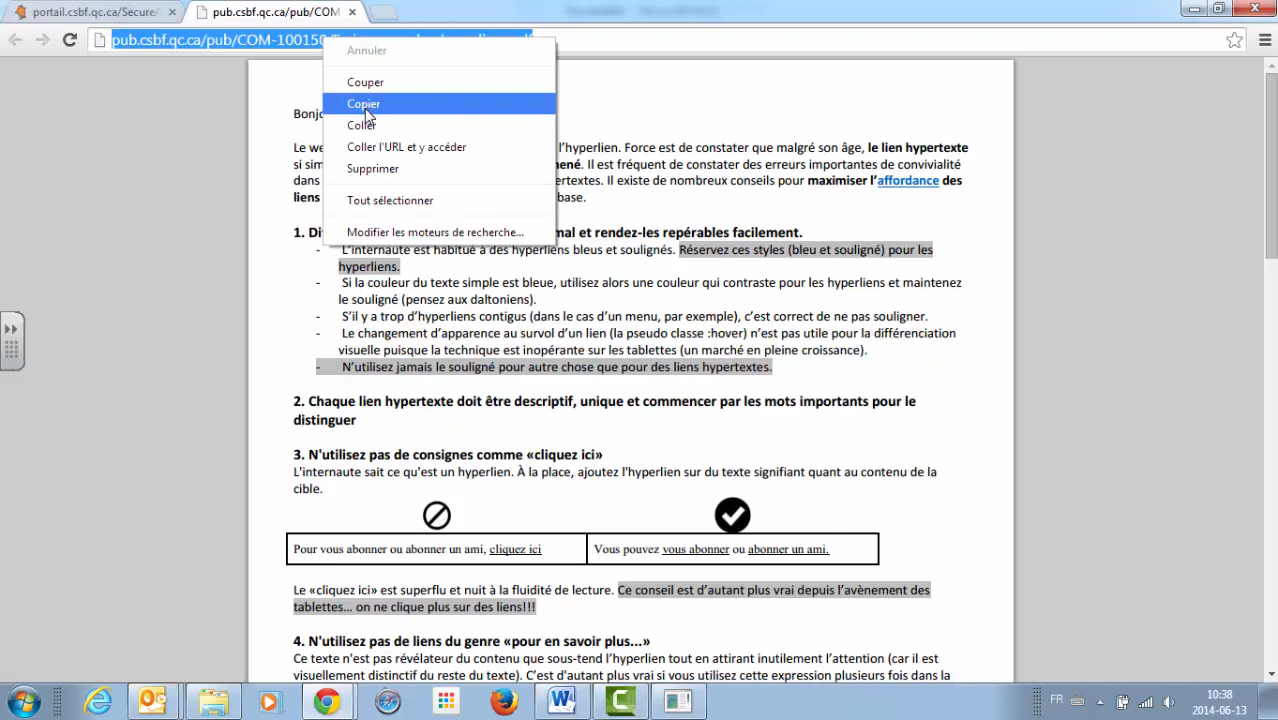 portail.csbf.qc.ca/Secure/
pub.csbf.qc.ca/pub/COM
pub.csbf.qc.ca/pub/COM-100150
Annuler
Couper
Copier
Coller
Coller l'URL et y accéder
Supprimer
Tout sélectionner
Modifier les moteurs de recherche...
Bonj
Le we l'hyperlien. Force est de constater que malgré son âge, le lien hypertexte
si sim ené. Il est fréquent de constater des erreurs importantes de convivialité
dans ertextes. Il existe de nombreux conseils pour maximiser l'affordance des
liens base.
1. Di mal et rendez-les repérables facilement.
- L'internaute est habitué à des hyperliens bleus et soulignés. Réservez ces styles (bleu et souligné) pour les
hyperliens.
- Si la couleur du texte simple est bleue, utilisez alors une couleur qui contraste pour les hyperliens et maintenez
le souligné (pensez aux daltoniens).
- S'il y a trop d'hyperliens contigus (dans le cas d'un menu, par exemple), c'est correct de ne pas souligner.
- Le changement d'apparence au survol d'un lien (la pseudo classe :hover) n'est pas utile pour la différenciation
visuelle puisque la technique est inopérante sur les tablettes (un marché en pleine croissance).
- N'utilisez jamais le souligné pour autre chose que pour des liens hypertextes.
2. Chaque lien hypertexte doit être descriptif, unique et commencer par les mots importants pour le
distinguer
3. N'utilisez pas de consignes comme «cliquez ici»
L'internaute sait ce qu'est un hyperlien. À la place, ajoutez l'hyperlien sur du texte signifiant quant au contenu de la
cible.
Pour vous abonner ou abonner un ami, cliquez ici
Vous pouvez vous abonner ou abonner un ami.
Le «cliquez ici» est superflu et nuit à la fluidité de lecture. Ce conseil est d'autant plus vrai depuis l'avènement des
tablettes... on ne clique plus sur des liens!!!
4. N'utilisez pas de liens du genre «pour en savoir plus...»
Ce texte n'est pas révélateur du contenu que sous-tend l'hyperlien tout en attirant inutilement l'attention (car il est
visuellement distinctif du reste du texte). C'est d'autant plus vrai si vous utilisez cette expression plusieurs fois dans la
FR
10:38
2014-06-13